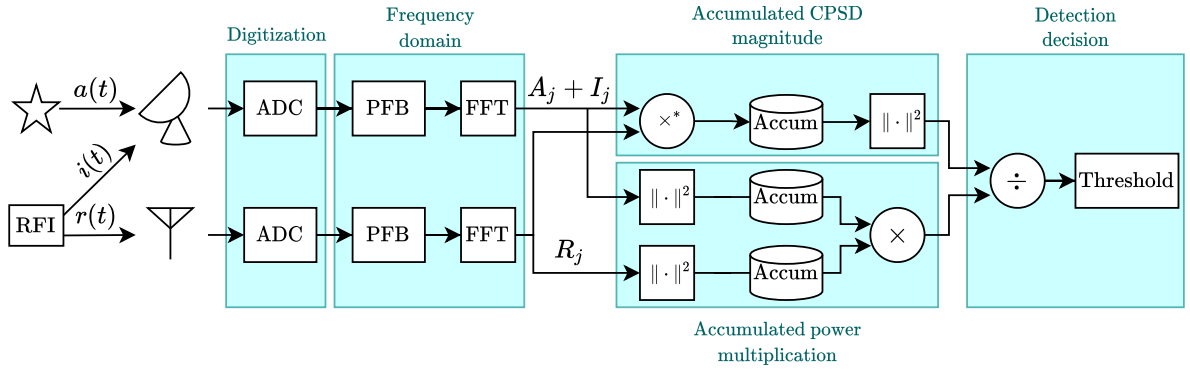 Digitization
Frequency
domain
Accumulated CPSD
magnitude
Detection
decision
a(t)
ADC
PFB
FFT
A_j + I_j
×*
Accum
‖ · ‖²
÷
Threshold
i(t)
RFI
r(t)
ADC
PFB
FFT
R_j
‖ · ‖²
Accum
×
‖ · ‖²
Accum
Accumulated power
multiplication